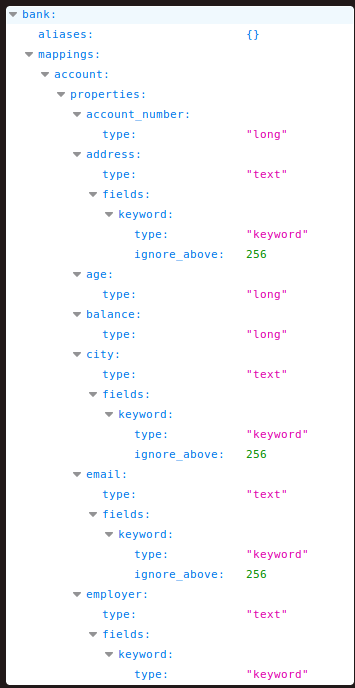 bank:
aliases: {}
mappings:
account:
properties:
account_number:
type: "long"
address:
type: "text"
fields:
keyword:
type: "keyword"
ignore_above: 256
age:
type: "long"
balance:
type: "long"
city:
type: "text"
fields:
keyword:
type: "keyword"
ignore_above: 256
email:
type: "text"
fields:
keyword:
type: "keyword"
ignore_above: 256
employer:
type: "text"
fields:
keyword:
type: "keyword"